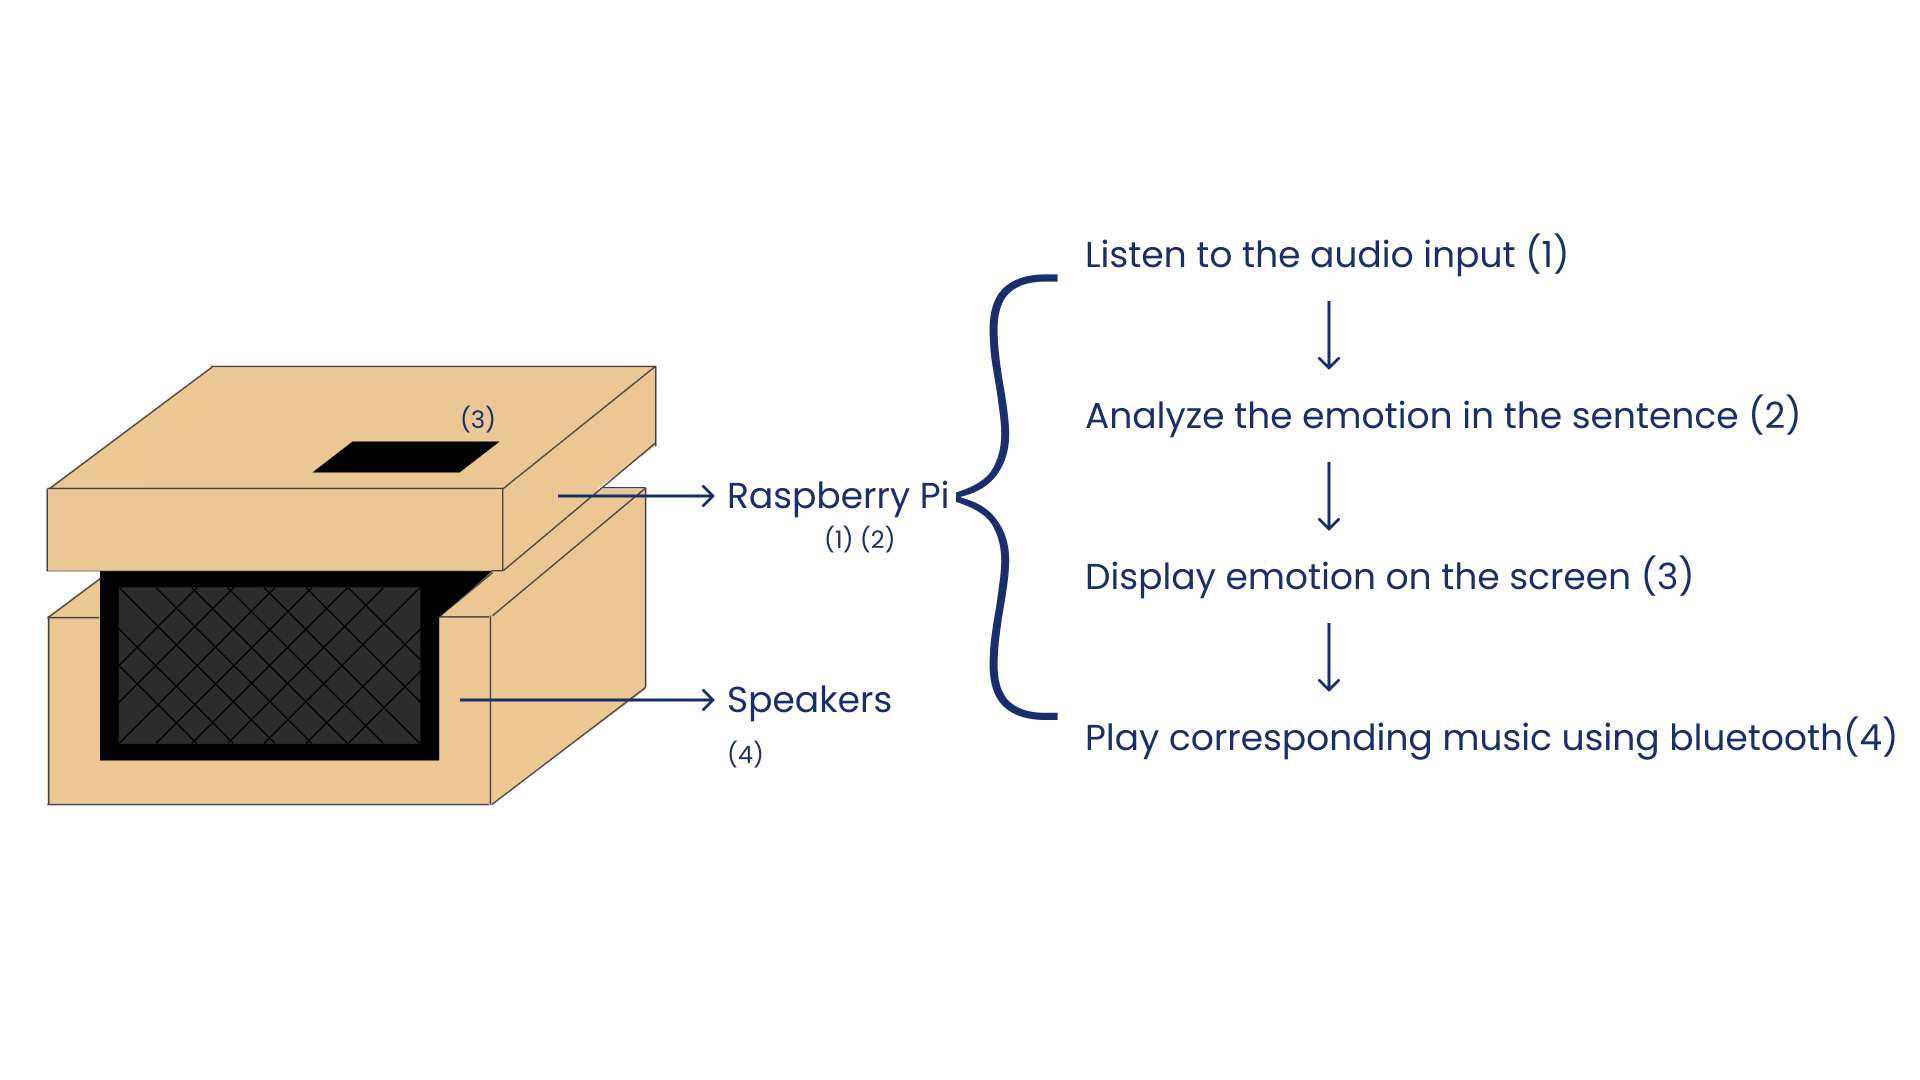 (3)
Raspberry Pi
(1) (2)
Speakers
(4)
Listen to the audio input (1)
Analyze the emotion in the sentence (2)
Display emotion on the screen (3)
Play corresponding music using bluetooth(4)